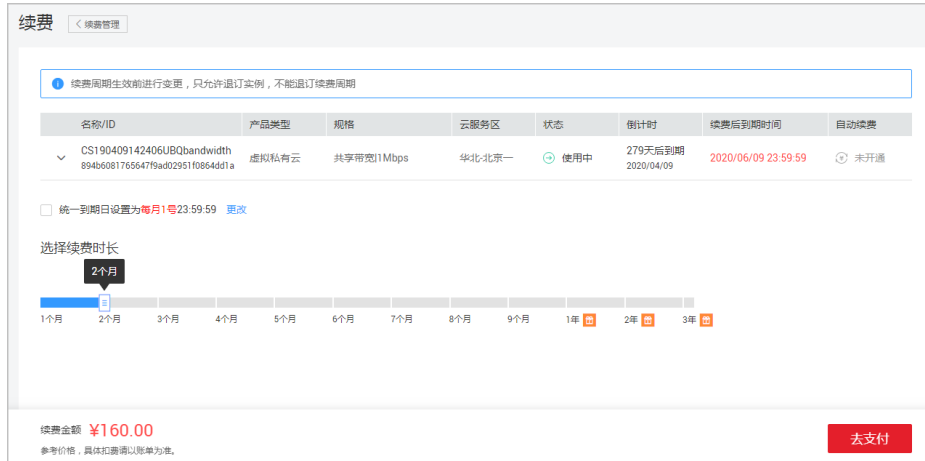 续费 < 续费管理
续费周期生效前进行变更，只允许退订实例，不能退订续费周期
名称/ID 产品类型 规格 云服务区 状态 倒计时 续费后到期时间 自动续费
CS190409142406UBQbandwidth 虚拟私有云 共享带宽|1Mbps 华北-北京一 使用中 279天后到期 2020/06/09 23:59:59 未开通
894b6081765647f9ad02951f0864dd1a 2020/04/09
统一到期日设置为每月1号23:59:59 更改
选择续费时长
2个月
1个月 2个月 3个月 4个月 5个月 6个月 7个月 8个月 9个月 1年 2年 3年
续费金额 ¥160.00
参考价格，具体扣费请以账单为准。
去支付